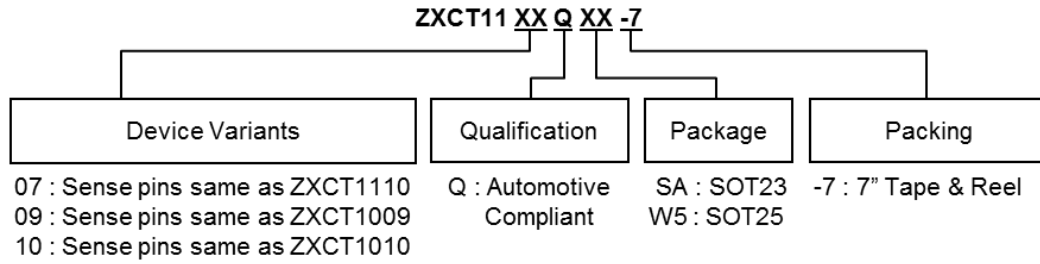 ZXCT11 XX Q XX -7
Device Variants
Qualification
Package
Packing
07 : Sense pins same as ZXCT1110
09 : Sense pins same as ZXCT1009
10 : Sense pins same as ZXCT1010
Q : Automotive
Compliant
SA : SOT23
W5 : SOT25
-7 : 7” Tape & Reel